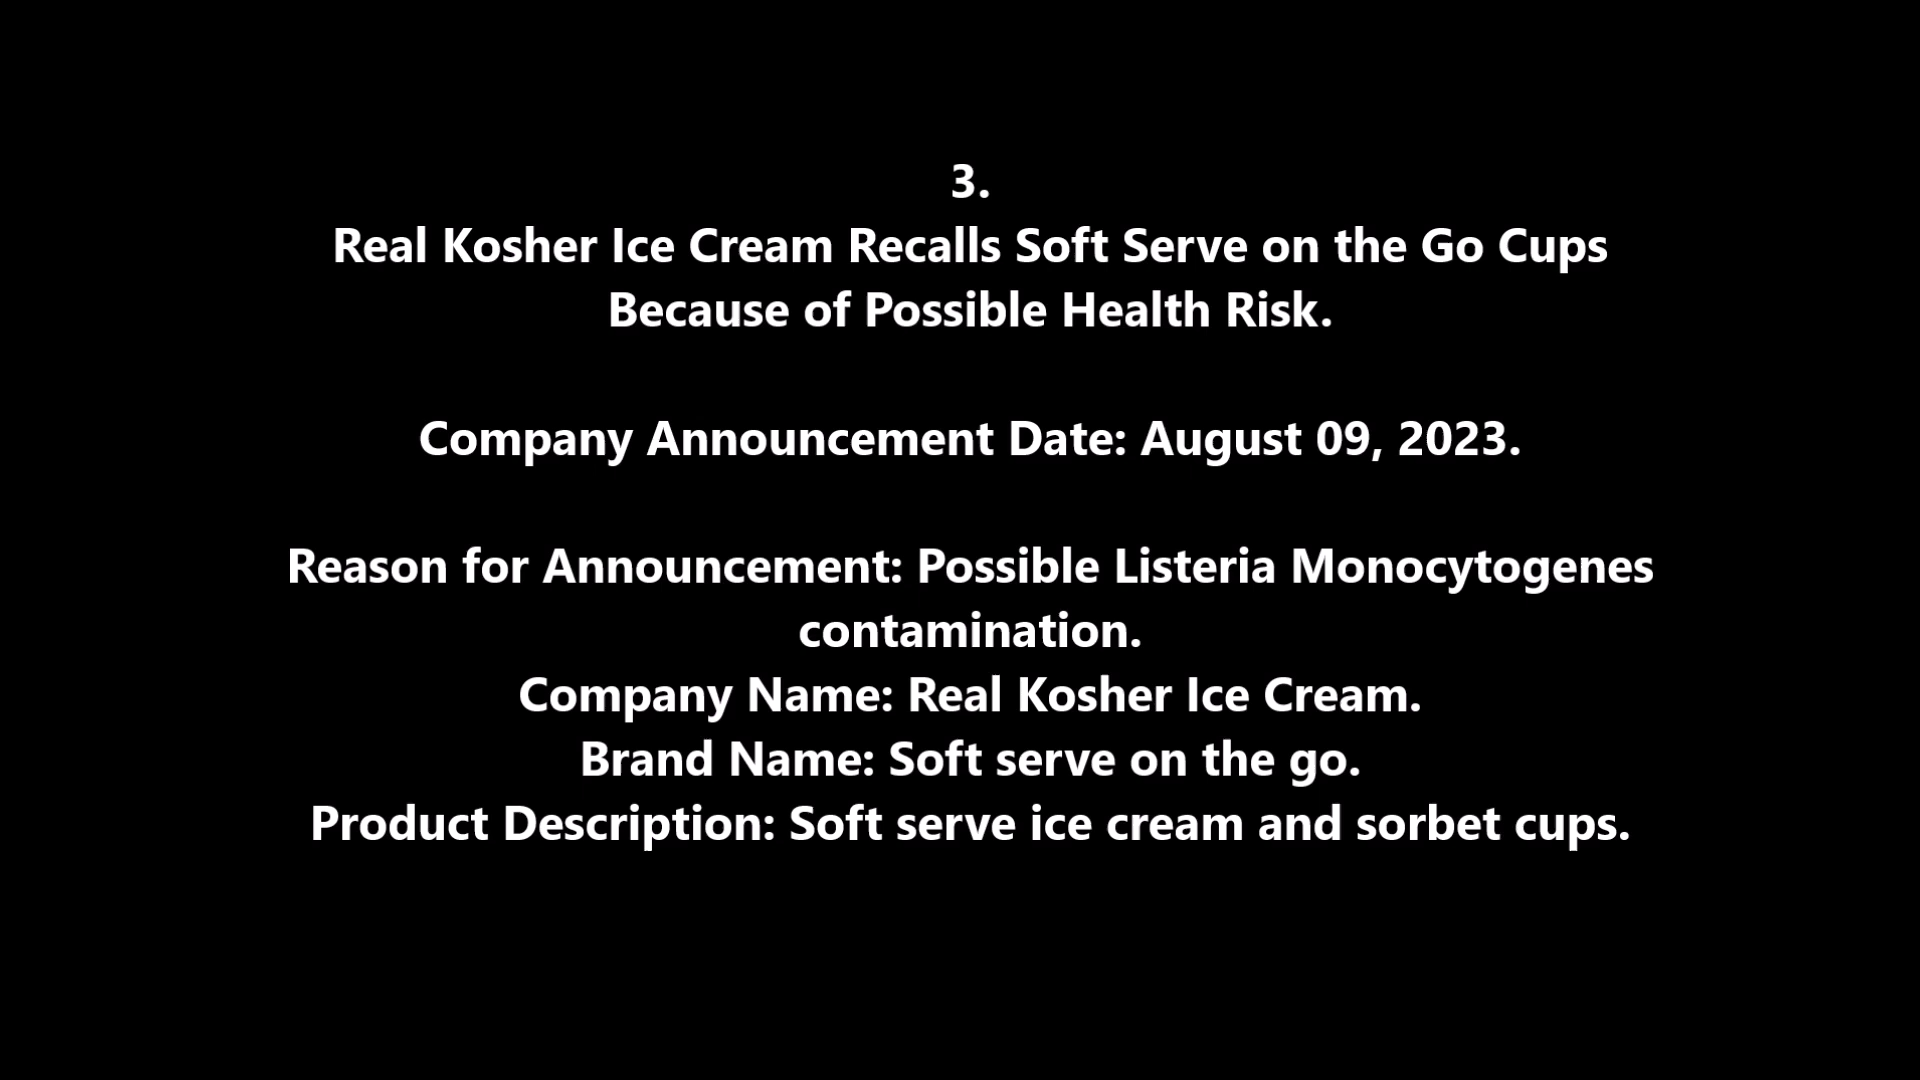 3.
Real Kosher Ice Cream Recalls Soft Serve on the Go Cups
Because of Possible Health Risk.
Company Announcement Date: August 09, 2023.
Reason for Announcement: Possible Listeria Monocytogenes
contamination.
Company Name: Real Kosher Ice Cream.
Brand Name: Soft serve on the go.
Product Description: Soft serve ice cream and sorbet cups.